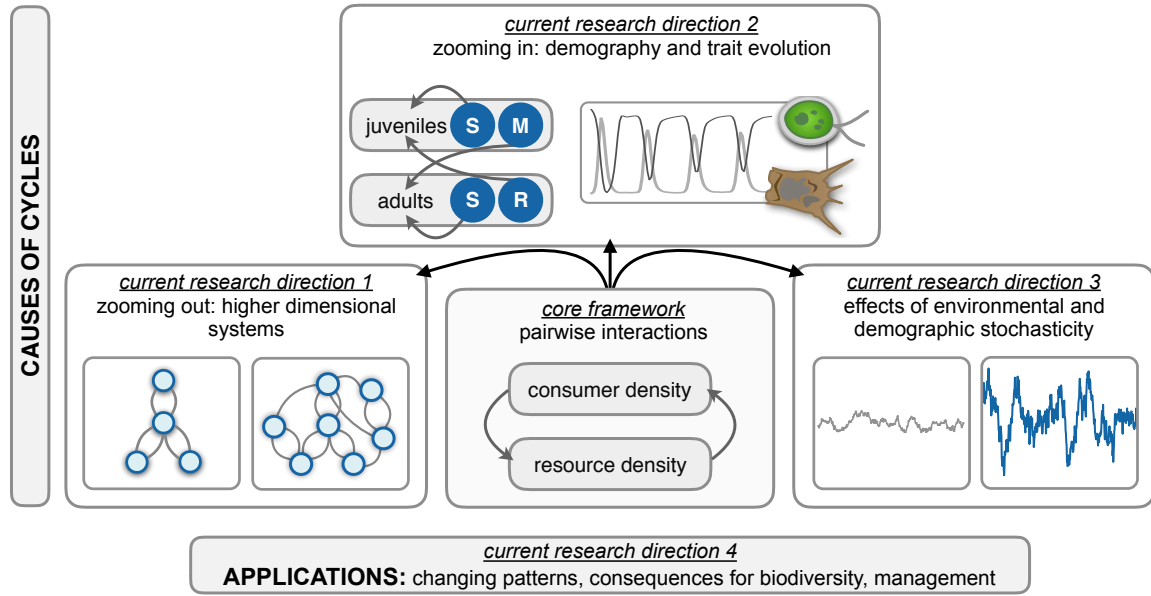 CAUSES OF CYCLES
current research direction 2
zooming in: demography and trait evolution
juveniles S M
adults S R
current research direction 1
zooming out: higher dimensional
systems
core framework
pairwise interactions
consumer density
resource density
current research direction 3
effects of environmental and
demographic stochasticity
current research direction 4
APPLICATIONS: changing patterns, consequences for biodiversity, management